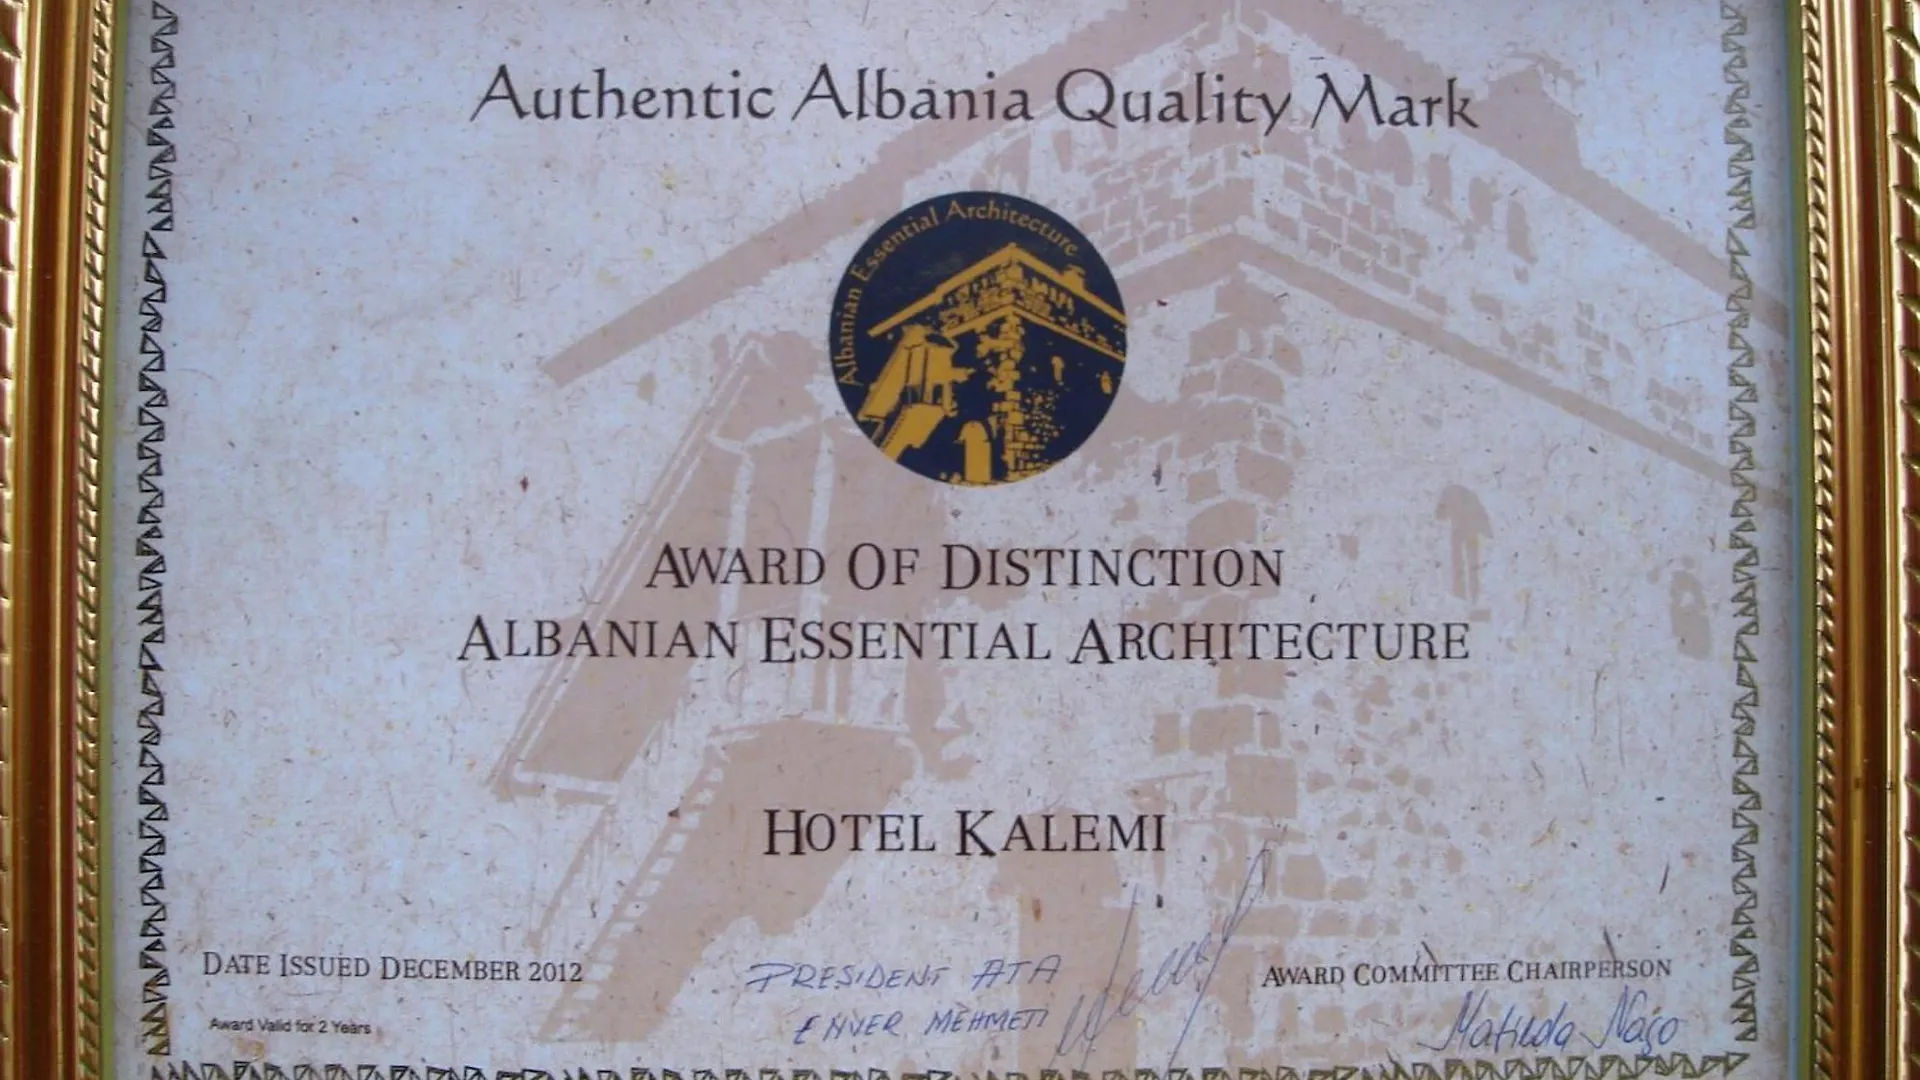 Authentic Albania Quality Mark
Albanian Essential Architecture
AWARD OF DISTINCTION
ALBANIAN ESSENTIAL ARCHITECTURE
HOTEL KALEMI
DATE ISSUED DECEMBER 2012
Award Valid for 2 Years
PRESIDENT ATA
ENVER MEHMETI
AWARD COMMITTEE CHAIRPERSON
Matilda Naço